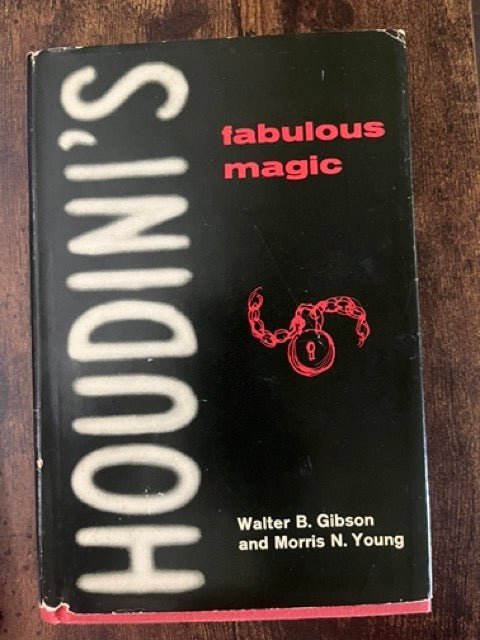 HOUDINI'S
fabulous
magic
Walter B. Gibson
and Morris N. Young